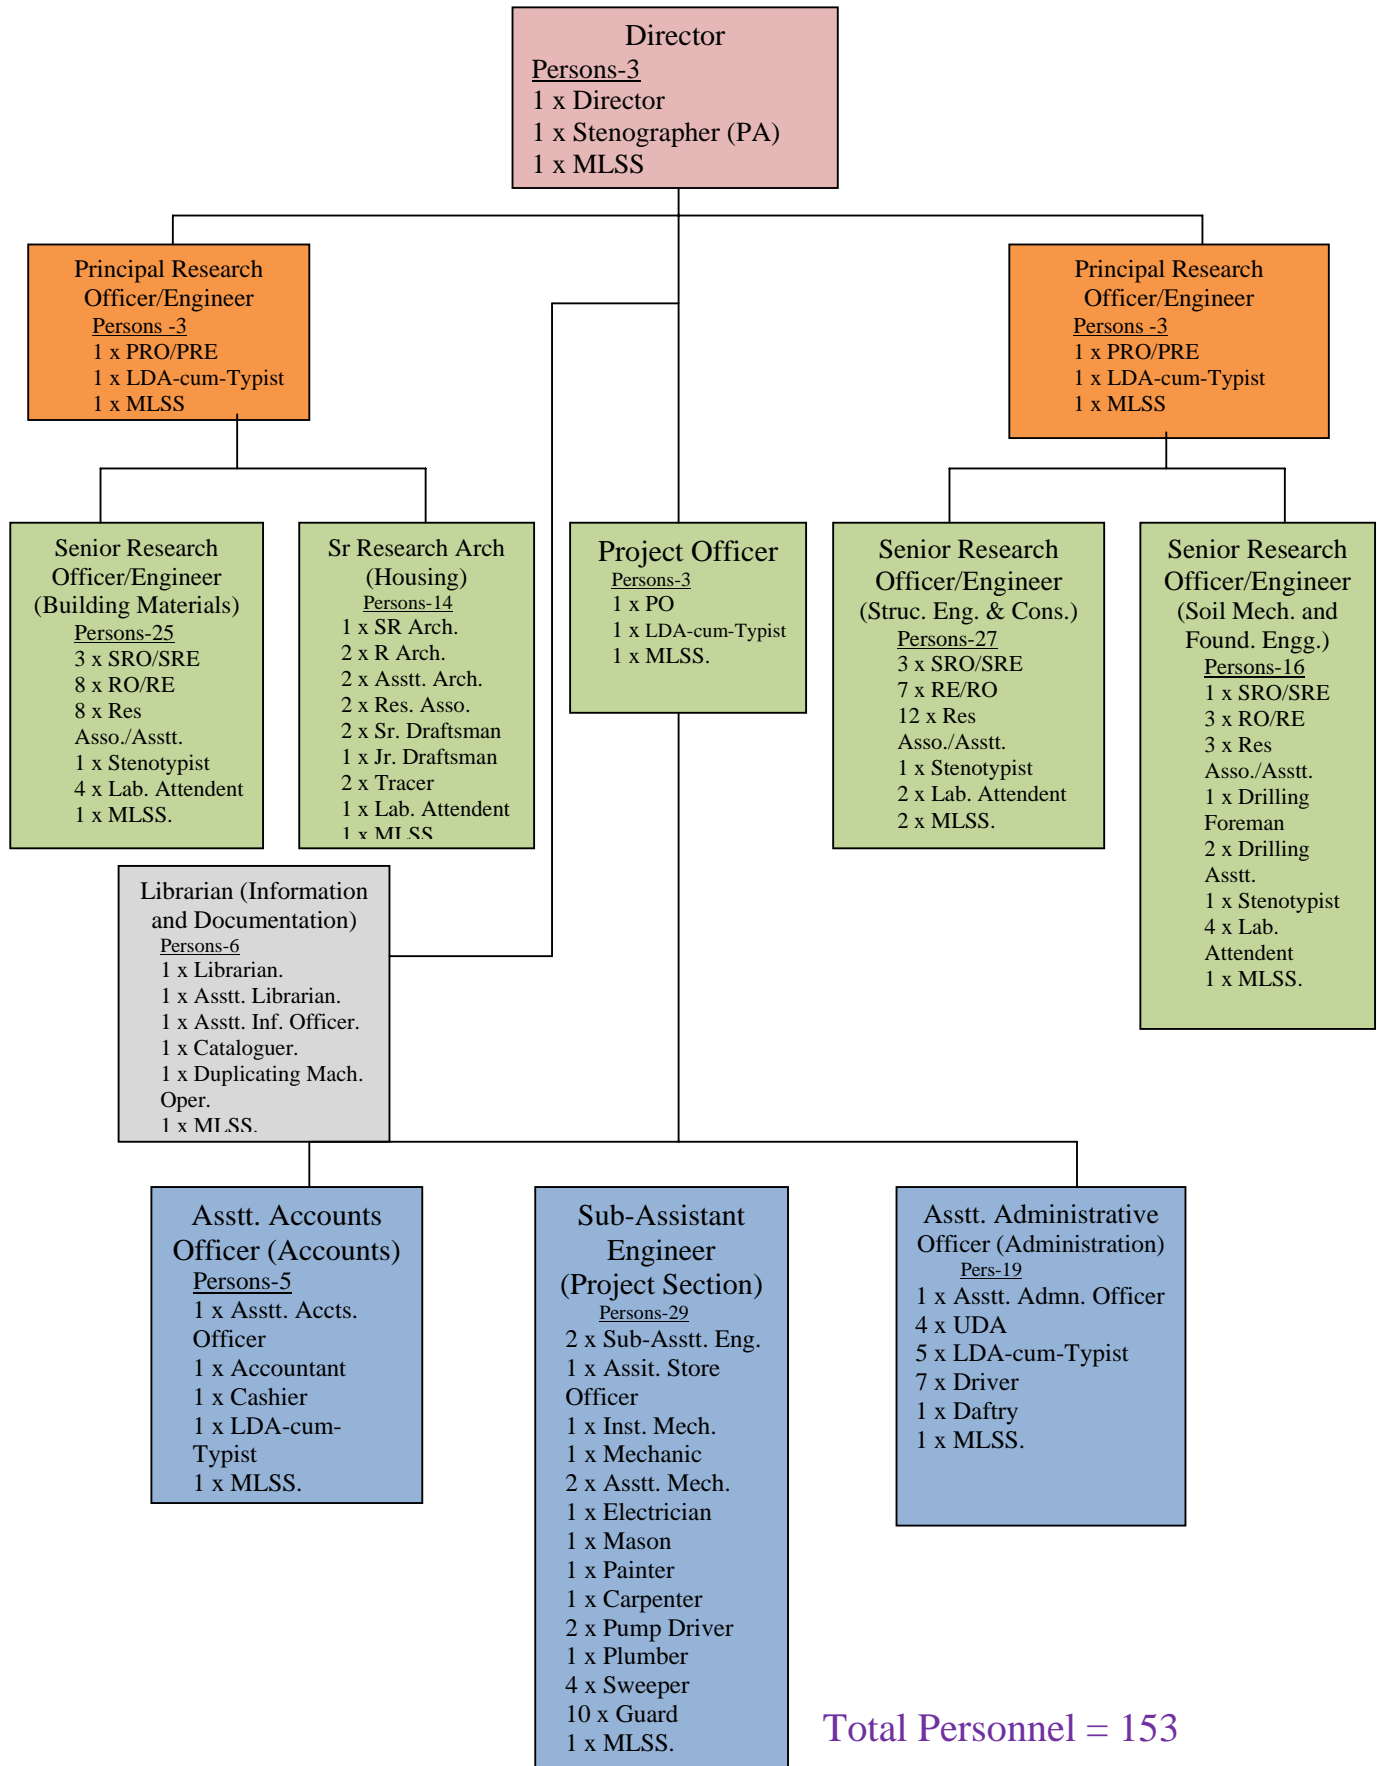 Director
Persons-3
1 x Director
1 x Stenographer (PA)
1 x MLSS
Principal Research
Officer/Engineer
Persons -3
1 x PRO/PRE
1 x LDA-cum-Typist
1 x MLSS
Principal Research
Officer/Engineer
Persons -3
1 x PRO/PRE
1 x LDA-cum-Typist
1 x MLSS
Senior Research
Officer/Engineer
(Building Materials)
Persons-25
3 x SRO/SRE
8 x RO/RE
8 x Res
Asso./Asstt.
1 x Stenotypist
4 x Lab. Attendent
1 x MLSS.
Sr Research Arch
(Housing)
Persons-14
1 x SR Arch.
2 x R Arch.
2 x Asstt. Arch.
2 x Res. Asso.
2 x Sr. Draftsman
1 x Jr. Draftsman
2 x Tracer
1 x Lab. Attendent
1 x MLSS
Project Officer
Persons-3
1 x PO
1 x LDA-cum-Typist
1 x MLSS.
Senior Research
Officer/Engineer
(Struc. Eng. & Cons.)
Persons-27
3 x SRO/SRE
7 x RE/RO
12 x Res
Asso./Asstt.
1 x Stenotypist
2 x Lab. Attendent
2 x MLSS.
Senior Research
Officer/Engineer
(Soil Mech. and
Found. Engg.)
Persons-16
1 x SRO/SRE
3 x RO/RE
3 x Res
Asso./Asstt.
1 x Drilling
Foreman
2 x Drilling
Asstt.
1 x Stenotypist
4 x Lab.
Attendent
1 x MLSS.
Librarian (Information
and Documentation)
Persons-6
1 x Librarian.
1 x Asstt. Librarian.
1 x Asstt. Inf. Officer.
1 x Cataloguer.
1 x Duplicating Mach.
Oper.
1 x MLSS.
Asstt. Accounts
Officer (Accounts)
Persons-5
1 x Asstt. Accts.
Officer
1 x Accountant
1 x Cashier
1 x LDA-cum-
Typist
1 x MLSS.
Sub-Assistant
Engineer
(Project Section)
Persons-29
2 x Sub-Asstt. Eng.
1 x Assit. Store
Officer
1 x Inst. Mech.
1 x Mechanic
2 x Asstt. Mech.
1 x Electrician
1 x Mason
1 x Painter
1 x Carpenter
2 x Pump Driver
1 x Plumber
4 x Sweeper
10 x Guard
1 x MLSS.
Asstt. Administrative
Officer (Administration)
Pers-19
1 x Asstt. Admn. Officer
4 x UDA
5 x LDA-cum-Typist
7 x Driver
1 x Daftry
1 x MLSS.
Total Personnel = 153